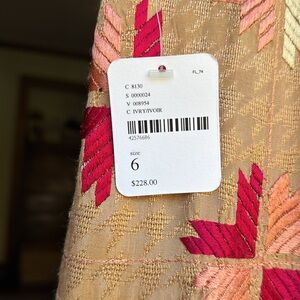 FL_74
C 8130
S 0000024
V 008954
C IVRY/IVOIR
42576686
size:
6
$228.00